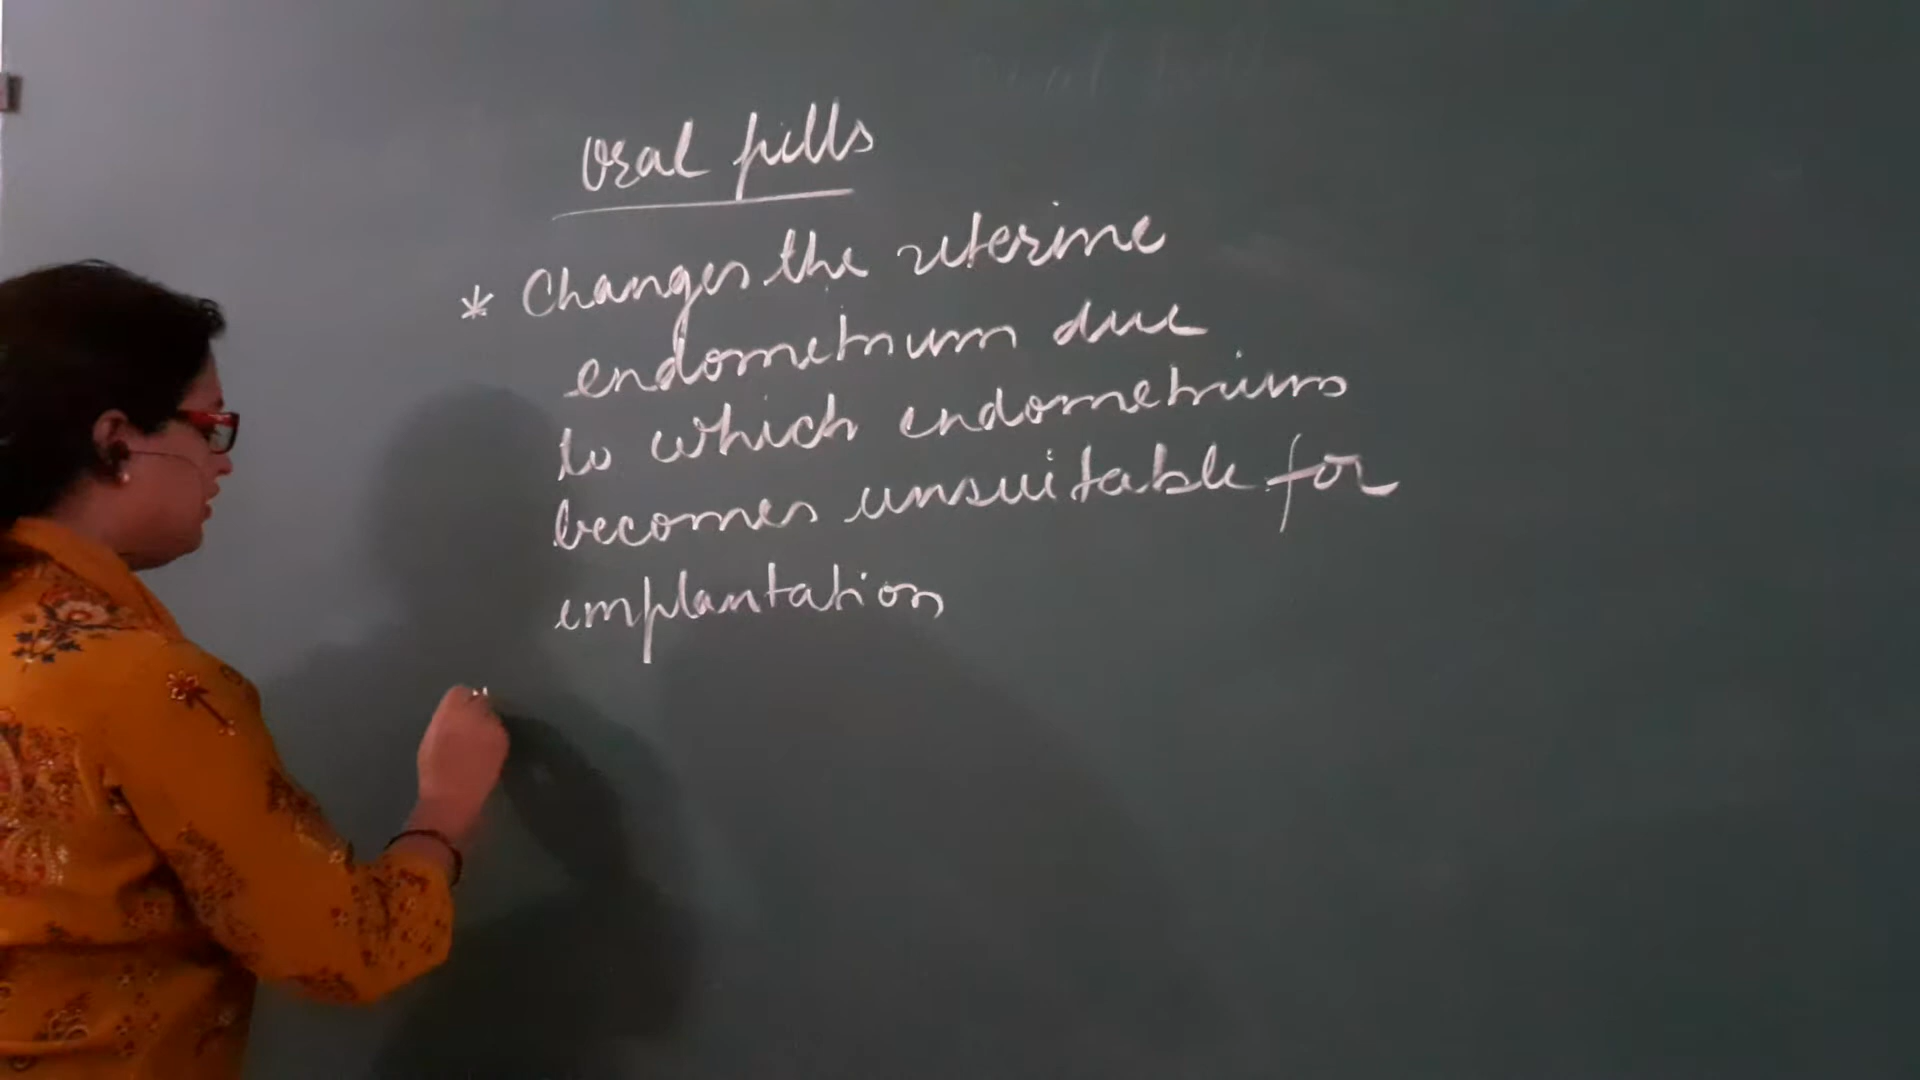 Oral pills
* Changes the uterine
endometrium due
to which endometrium
becomes unsuitable for
implantation